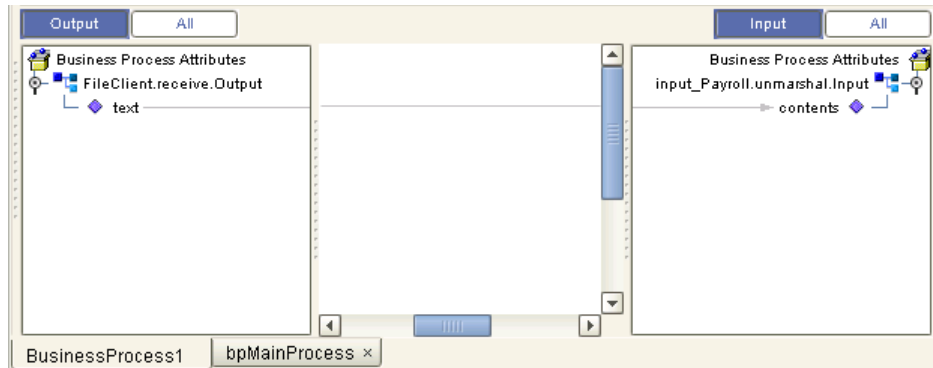 Output All Input All
Business Process Attributes Business Process Attributes
FileClient.receive.Output input_Payroll.unmarshal.Input
text contents
BusinessProcess1 bpMainProcess ×